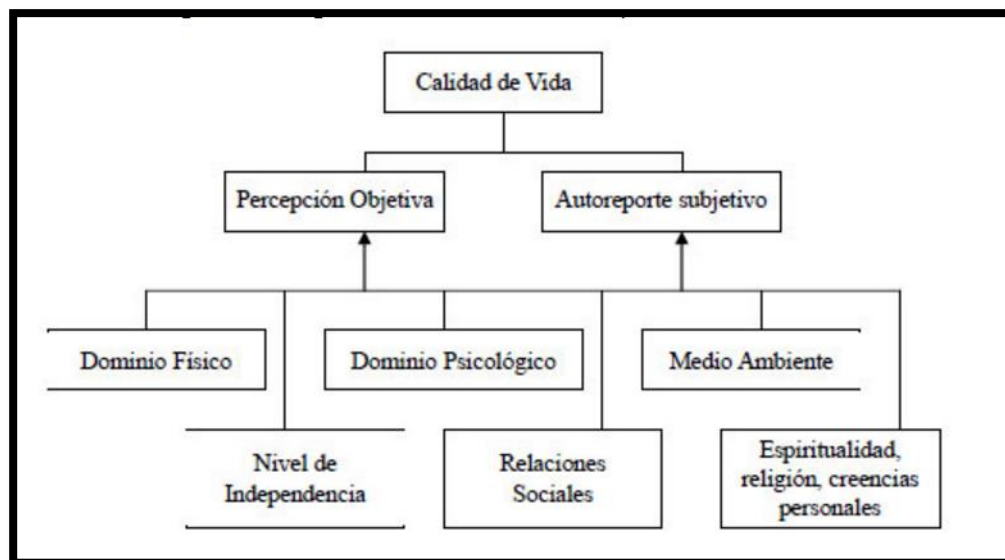 Calidad de Vida
Percepción Objetiva
Autoreporte subjetivo
Dominio Físico
Dominio Psicológico
Medio Ambiente
Nivel de
Independencia
Relaciones
Sociales
Espiritualidad,
religión, creencias
personales